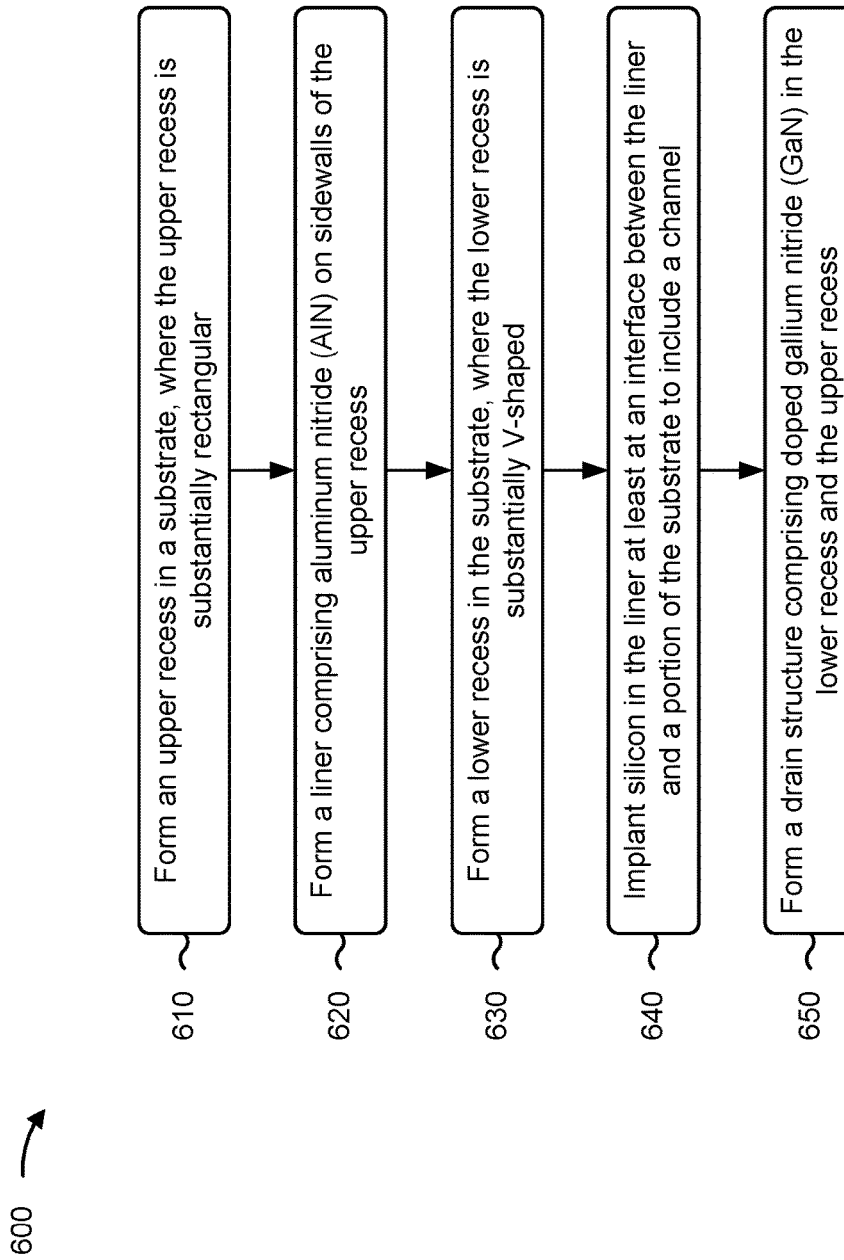 600
610
Form an upper recess in a substrate, where the upper recess is
substantially rectangular
620
Form a liner comprising aluminum nitride (AlN) on sidewalls of the
upper recess
630
Form a lower recess in the substrate, where the lower recess is
substantially V-shaped
640
Implant silicon in the liner at least at an interface between the liner
and a portion of the substrate to include a channel
650
Form a drain structure comprising doped gallium nitride (GaN) in the
lower recess and the upper recess